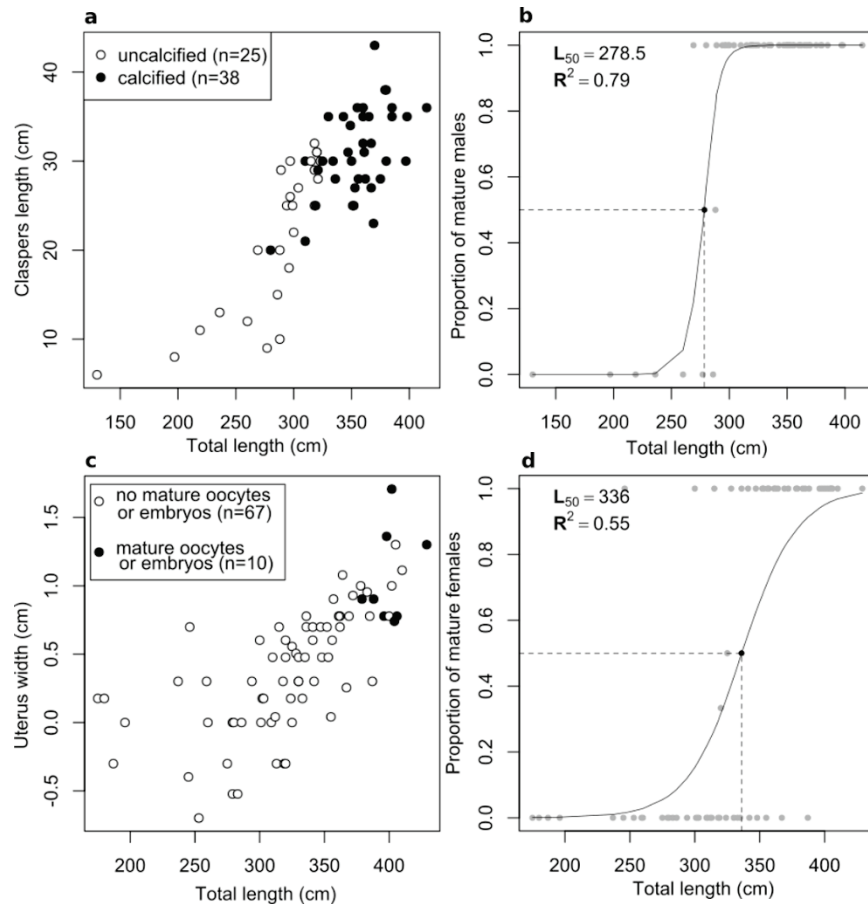 a
uncalcified (n=25)
calcified (n=38
40
30
20
10
Claspers length (cm)
150 200 250 300 350 400
Total length (cm)
b
L50 = 278.5
R2 = 0.79
1.0
0.8
0.6
0.4
0.2
0.0
Proportion of mature males
150 200 250 300 350 400
Total length (cm)
c
no mature oocytes
or embryos (n=67)
mature oocytes
or embryos (n=10)
1.5
1.0
0.5
0.0
-0.5
Uterus width (cm)
200 250 300 350 400
Total length (cm)
d
L50 = 336
R2 = 0.55
1.0
0.8
0.6
0.4
0.2
0.0
Proportion of mature females
200 250 300 350 400
Total length (cm)